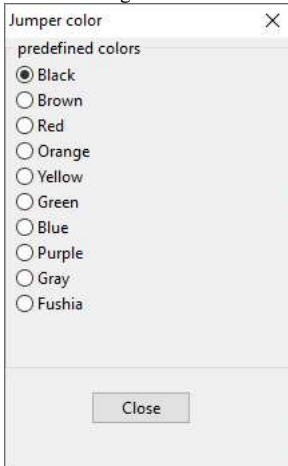 Jumper color
predefined colors
Black
Brown
Red
Orange
Yellow
Green
Blue
Purple
Gray
Fushia
Close